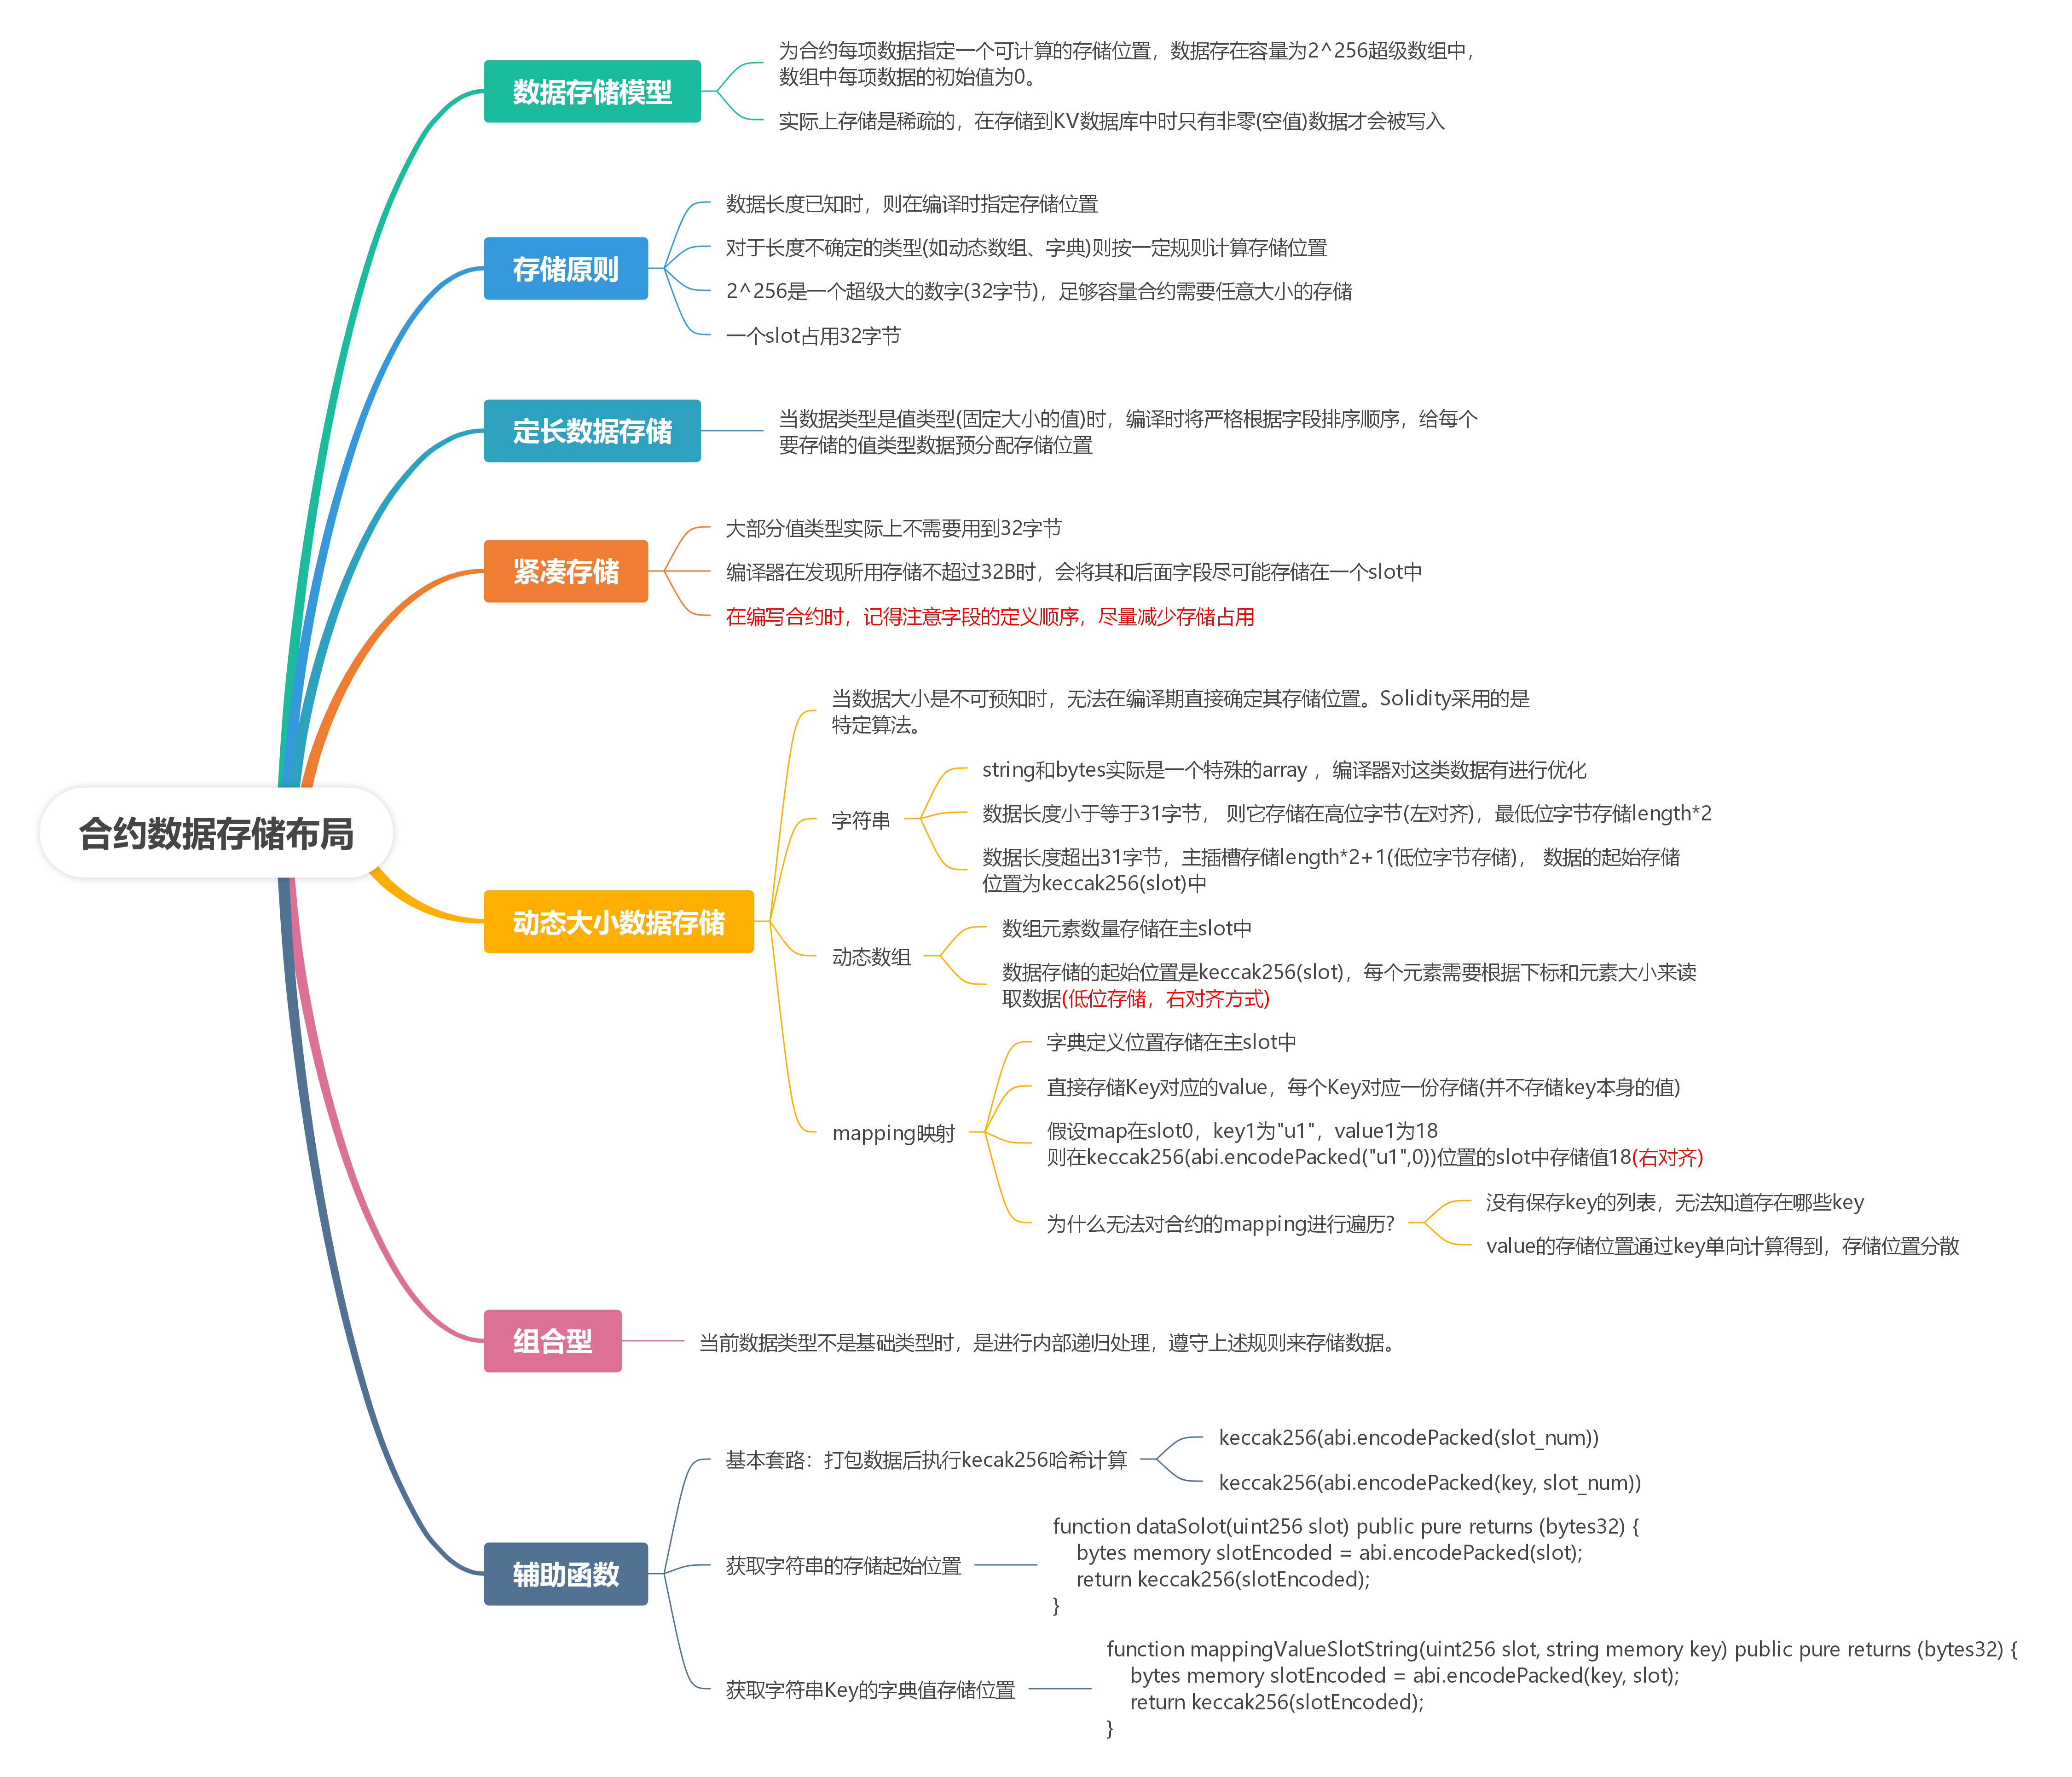 合约数据存储布局
数据存储模型
为合约每项数据指定一个可计算的存储位置，数据存在容量为2^256超级数组中，
数组中每项数据的初始值为0。
实际上存储是稀疏的，在存储到KV数据库中时只有非零(空值)数据才会被写入
存储原则
数据长度已知时，则在编译时指定存储位置
对于长度不确定的类型(如动态数组、字典)则按一定规则计算存储位置
2^256是一个超级大的数字(32字节)，足够容量合约需要任意大小的存储
一个slot占用32字节
定长数据存储
当数据类型是值类型(固定大小的值)时，编译时将严格根据字段排序顺序，给每个
要存储的值类型数据预分配存储位置
紧凑存储
大部分值类型实际上不需要用到32字节
编译器在发现所用存储不超过32B时，会将其和后面字段尽可能存储在一个slot中
在编写合约时，记得注意字段的定义顺序，尽量减少存储占用
动态大小数据存储
当数据大小是不可预知时，无法在编译期直接确定其存储位置。Solidity采用的是
特定算法。
字符串
string和bytes实际是一个特殊的array ，编译器对这类数据有进行优化
数据长度小于等于31字节， 则它存储在高位字节(左对齐)，最低位字节存储length*2
数据长度超出31字节，主插槽存储length*2+1(低位字节存储)， 数据的起始存储
位置为keccak256(slot)中
动态数组
数组元素数量存储在主slot中
数据存储的起始位置是keccak256(slot)，每个元素需要根据下标和元素大小来读
取数据(低位存储，右对齐方式)
mapping映射
字典定义位置存储在主slot中
直接存储Key对应的value，每个Key对应一份存储(并不存储key本身的值)
假设map在slot0，key1为"u1"，value1为18
则在keccak256(abi.encodePacked("u1",0))位置的slot中存储值18(右对齐)
为什么无法对合约的mapping进行遍历?
没有保存key的列表，无法知道存在哪些key
value的存储位置通过key单向计算得到，存储位置分散
组合型
当前数据类型不是基础类型时，是进行内部递归处理，遵守上述规则来存储数据。
辅助函数
基本套路：打包数据后执行kecak256哈希计算
keccak256(abi.encodePacked(slot_num))
keccak256(abi.encodePacked(key, slot_num))
获取字符串的存储起始位置
function dataSolot(uint256 slot) public pure returns (bytes32) {
bytes memory slotEncoded = abi.encodePacked(slot);
return keccak256(slotEncoded);
}
获取字符串Key的字典值存储位置
function mappingValueSlotString(uint256 slot, string memory key) public pure returns (bytes32) {
bytes memory slotEncoded = abi.encodePacked(key, slot);
return keccak256(slotEncoded);
}